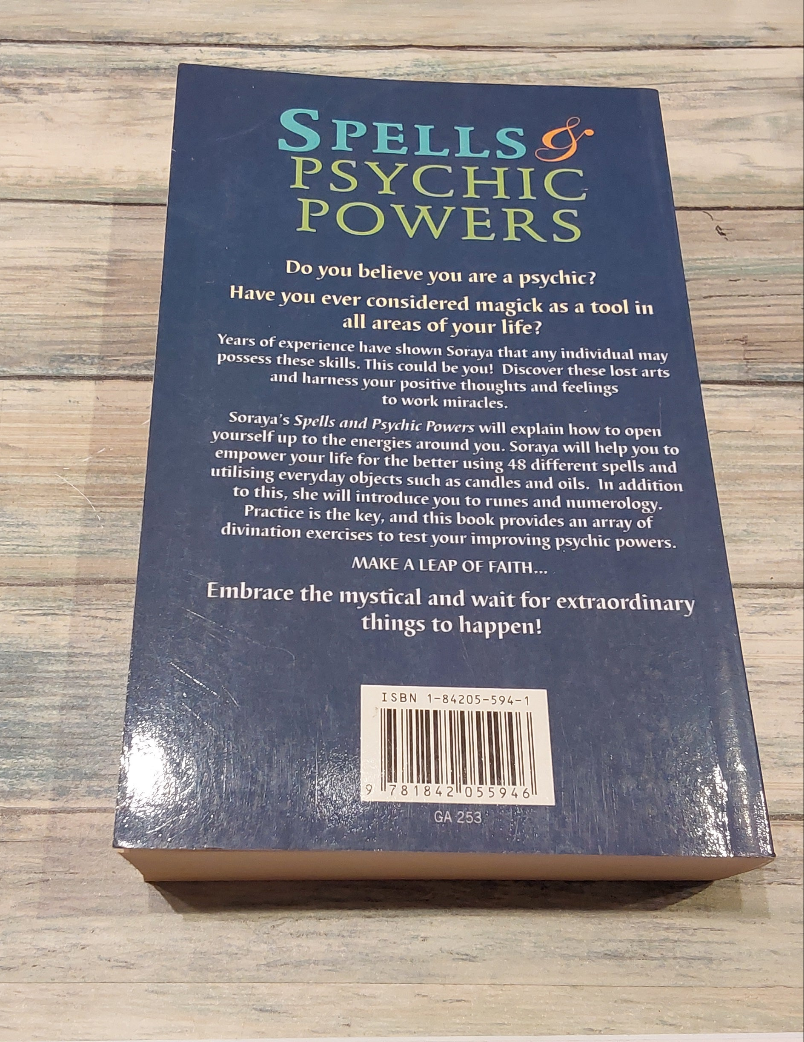 SPELLS &
PSYCHIC
POWERS
Do you believe you are a psychic?
Have you ever considered magick as a tool in
all areas of your life?
Years of experience have shown Soraya that any individual may
possess these skills. This could be you! Discover these lost arts
and harness your positive thoughts and feelings
to work miracles.
Soraya's Spells and Psychic Powers will explain how to open
yourself up to the energies around you. Soraya will help you to
empower your life for the better using 48 different spells and
utilising everyday objects such as candles and oils. In addition
to this, she will introduce you to runes and numerology.
Practice is the key, and this book provides an array of
divination exercises to test your improving psychic powers.
MAKE A LEAP OF FAITH...
Embrace the mystical and wait for extraordinary
things to happen!
ISBN 1-84205-594-1
9 781842 055946
GA 253